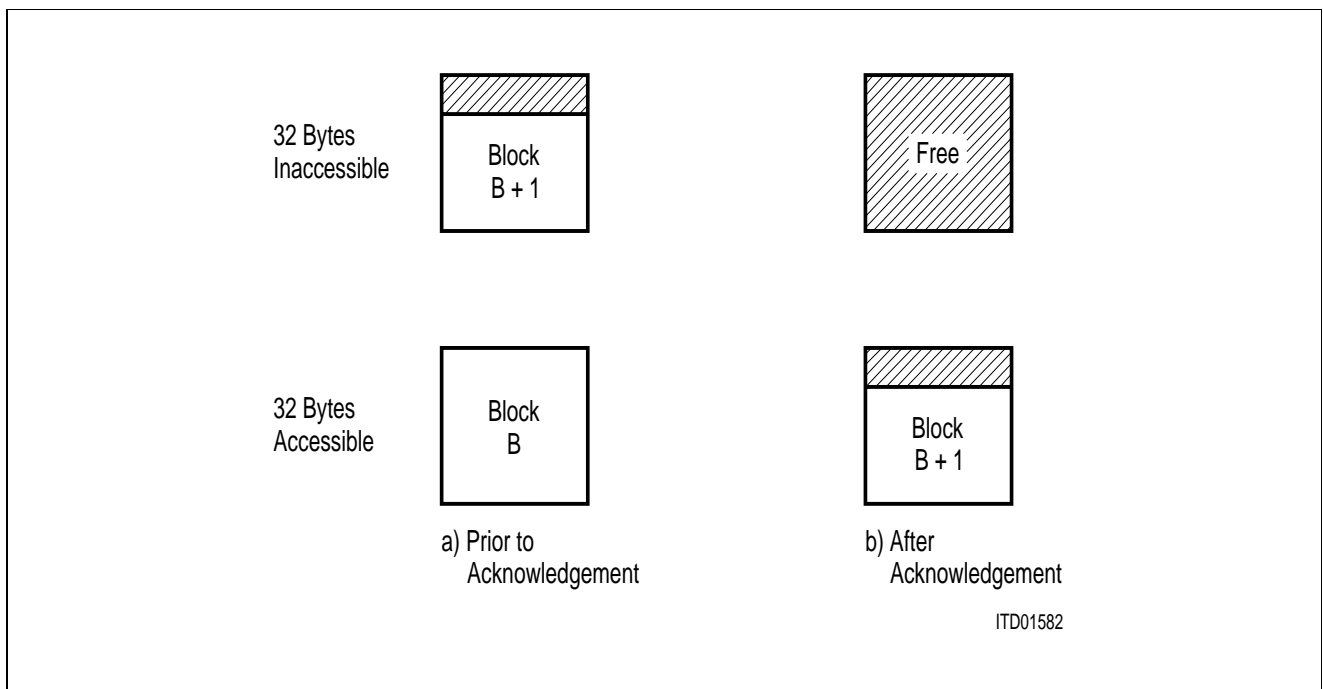 32 Bytes
Inaccessible
Block
B + 1
Free
32 Bytes
Accessible
Block
B
Block
B + 1
a) Prior to
Acknowledgement
b) After
Acknowledgement
ITD01582